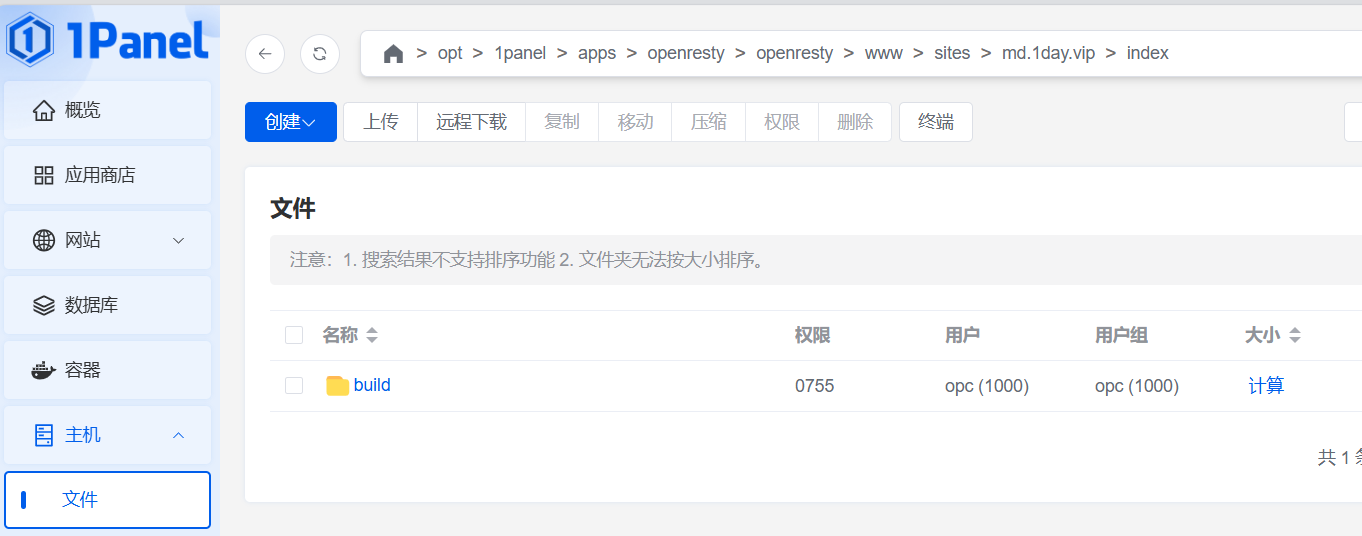 1Panel
> opt > 1panel > apps > openresty > openresty > www > sites > md.1day.vip > index
概览
创建 上传 远程下载 复制 移动 压缩 权限 删除 终端
应用商店
文件
网站
注意：1. 搜索结果不支持排序功能 2. 文件夹无法按大小排序。
数据库
名称 权限 用户 用户组 大小
容器
build 0755 opc (1000) opc (1000) 计算
主机
共 1
文件